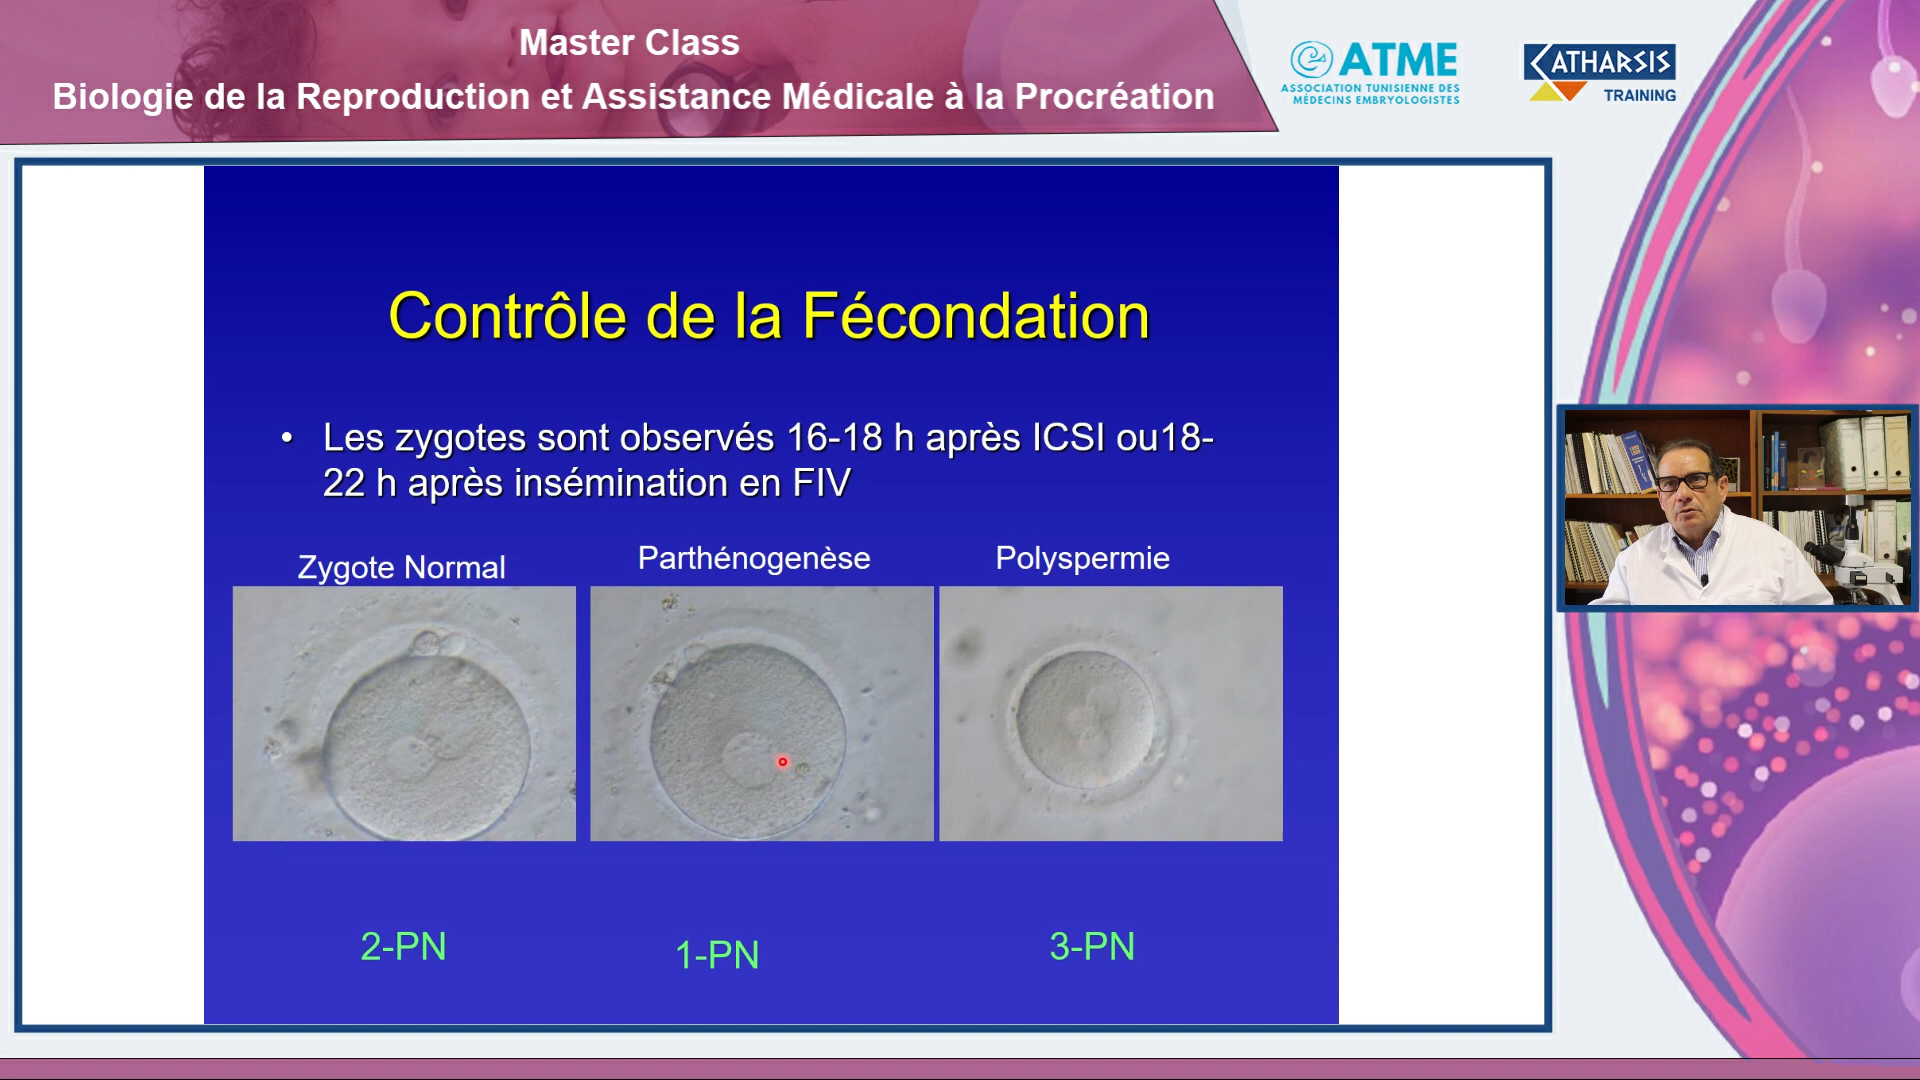 Master Class
Biologie de la Reproduction et Assistance Médicale à la Procréation
ATME
ASSOCIATION TUNISIENNE DES
MÉDECINS EMBRYOLOGISTES
CATHARSIS
TRAINING
Contrôle de la Fécondation
• Les zygotes sont observés 16-18 h après ICSI ou18-
22 h après insémination en FIV
Zygote Normal
Parthénogenèse
Polyspermie
2-PN
1-PN
3-PN